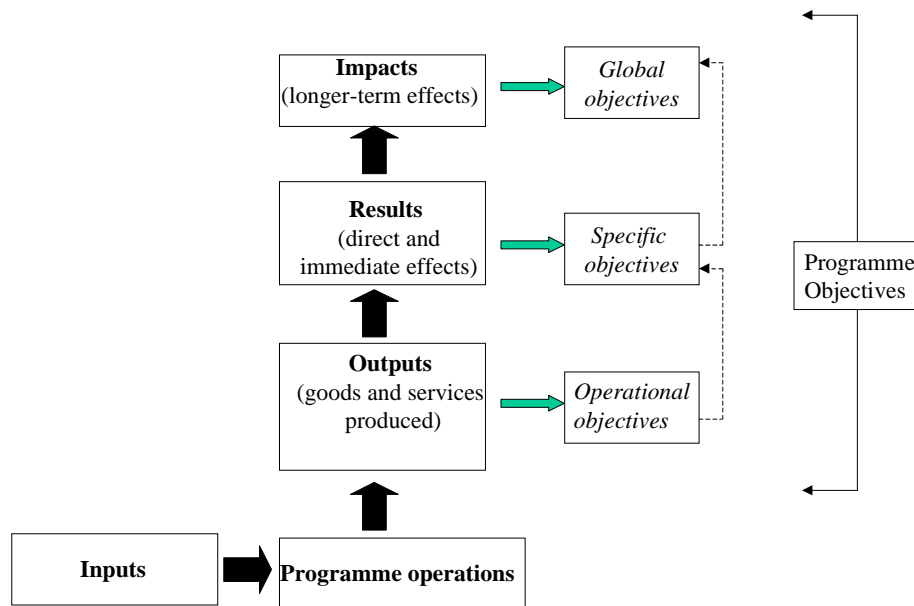 Impacts
(longer-term effects)
Global
objectives
Results
(direct and
immediate effects)
Specific
objectives
Programme
Objectives
Outputs
(goods and services
produced)
Operational
objectives
Inputs
Programme operations